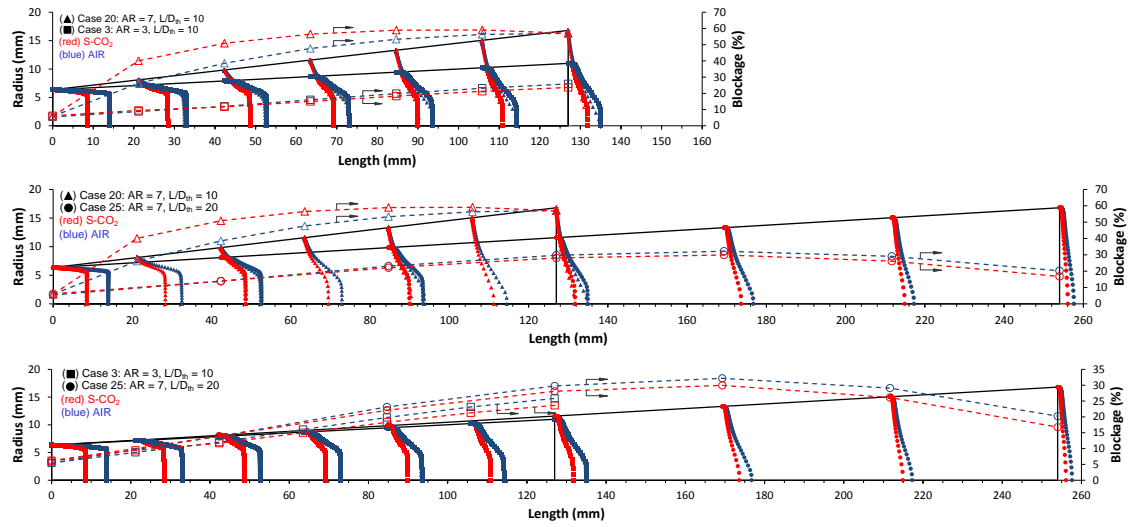 (▲) Case 20: AR = 7, L/Dth = 10
(■) Case 3: AR = 3, L/Dth = 10
(red) S-CO2
(blue) AIR
Radius (mm)
20
15
10
5
0
70
60
50
40
30
20
10
0
Blockage (%)
0 10 20 30 40 50 60 70 80 90 100 110 120 130 140 150 160
Length (mm)
(▲) Case 20: AR = 7, L/Dth = 10
(●) Case 25: AR = 7, L/Dth = 20
(red) S-CO2
(blue) AIR
Radius (mm)
20
15
10
5
0
70
60
50
40
30
20
10
0
Blockage (%)
0 20 40 60 80 100 120 140 160 180 200 220 240 260
Length (mm)
(■) Case 3: AR = 3, L/Dth = 10
(●) Case 25: AR = 7, L/Dth = 20
(red) S-CO2
(blue) AIR
Radius (mm)
20
15
10
5
0
35
30
25
20
15
10
5
0
Blockage (%)
0 20 40 60 80 100 120 140 160 180 200 220 240 260
Length (mm)